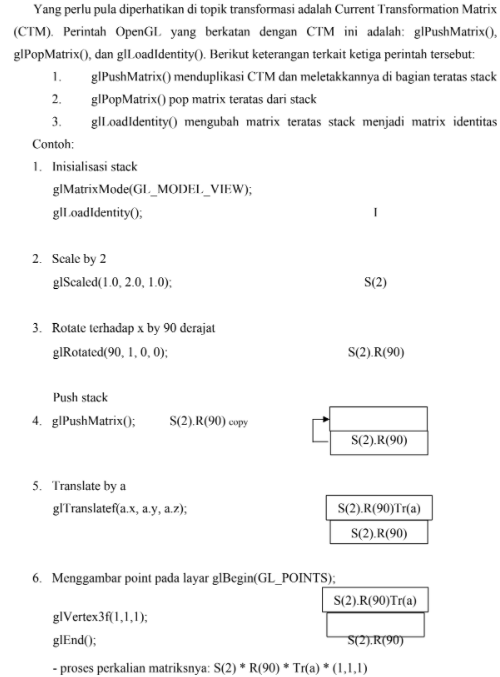 Yang perlu pula diperhatikan di topik transformasi adalah Current Transformation Matrix
(CTM). Perintah OpenGL yang berkatan dengan CTM ini adalah: glPushMatrix(),
glPopMatrix(), dan glLoadIdentity(). Berikut keterangan terkait ketiga perintah tersebut:
1. glPushMatrix() menduplikasi CTM dan meletakkannya di bagian teratas stack
2. glPopMatrix() pop matrix teratas dari stack
3. glLoadIdentity() mengubah matrix teratas stack menjadi matrix identitas
Contoh:
1. Inisialisasi stack
glMatrixMode(GL_MODEL_VIEW);
glLoadIdentity(); I
2. Scale by 2
glScaled(1.0, 2.0, 1.0); S(2)
3. Rotate terhadap x by 90 derajat
glRotated(90, 1, 0, 0); S(2).R(90)
Push stack
4. glPushMatrix(); S(2).R(90) copy
S(2).R(90)
5. Translate by a
glTranslatef(a.x, a.y, a.z); S(2).R(90)Tr(a)
S(2).R(90)
6. Menggambar point pada layar glBegin(GL_POINTS);
S(2).R(90)Tr(a)
glVertex3f(1,1,1);
glEnd(); S(2).R(90)
- proses perkalian matriksnya: S(2) * R(90) * Tr(a) * (1,1,1)